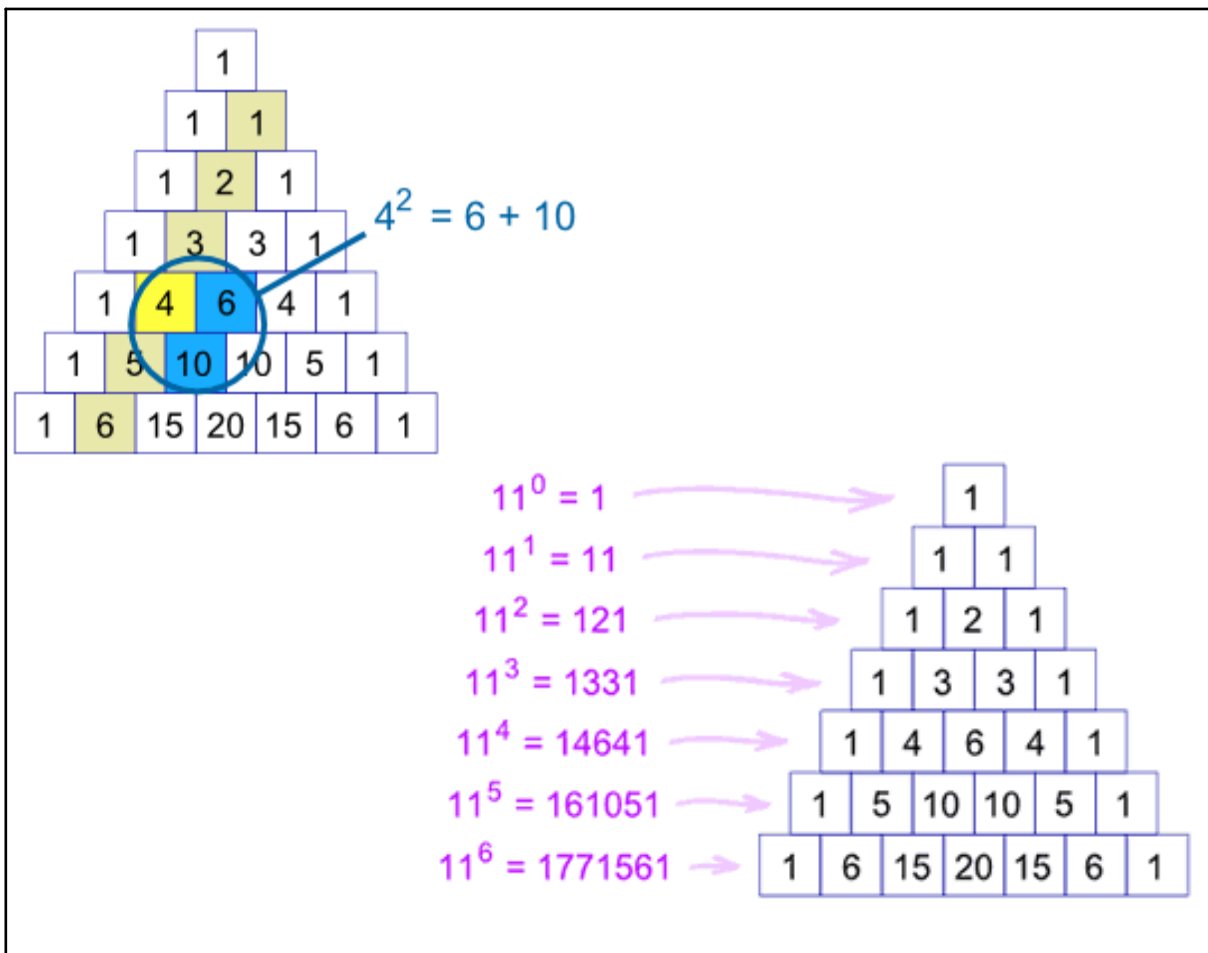 1
1 1
1 2 1
4² = 6 + 10
1 3 3 1
1 4 6 4 1
1 5 10 10 5 1
1 6 15 20 15 6 1
11⁰ = 1
1
11¹ = 11
1 1
11² = 121
1 2 1
11³ = 1331
1 3 3 1
11⁴ = 14641
1 4 6 4 1
11⁵ = 161051
1 5 10 10 5 1
11⁶ = 1771561
1 6 15 20 15 6 1